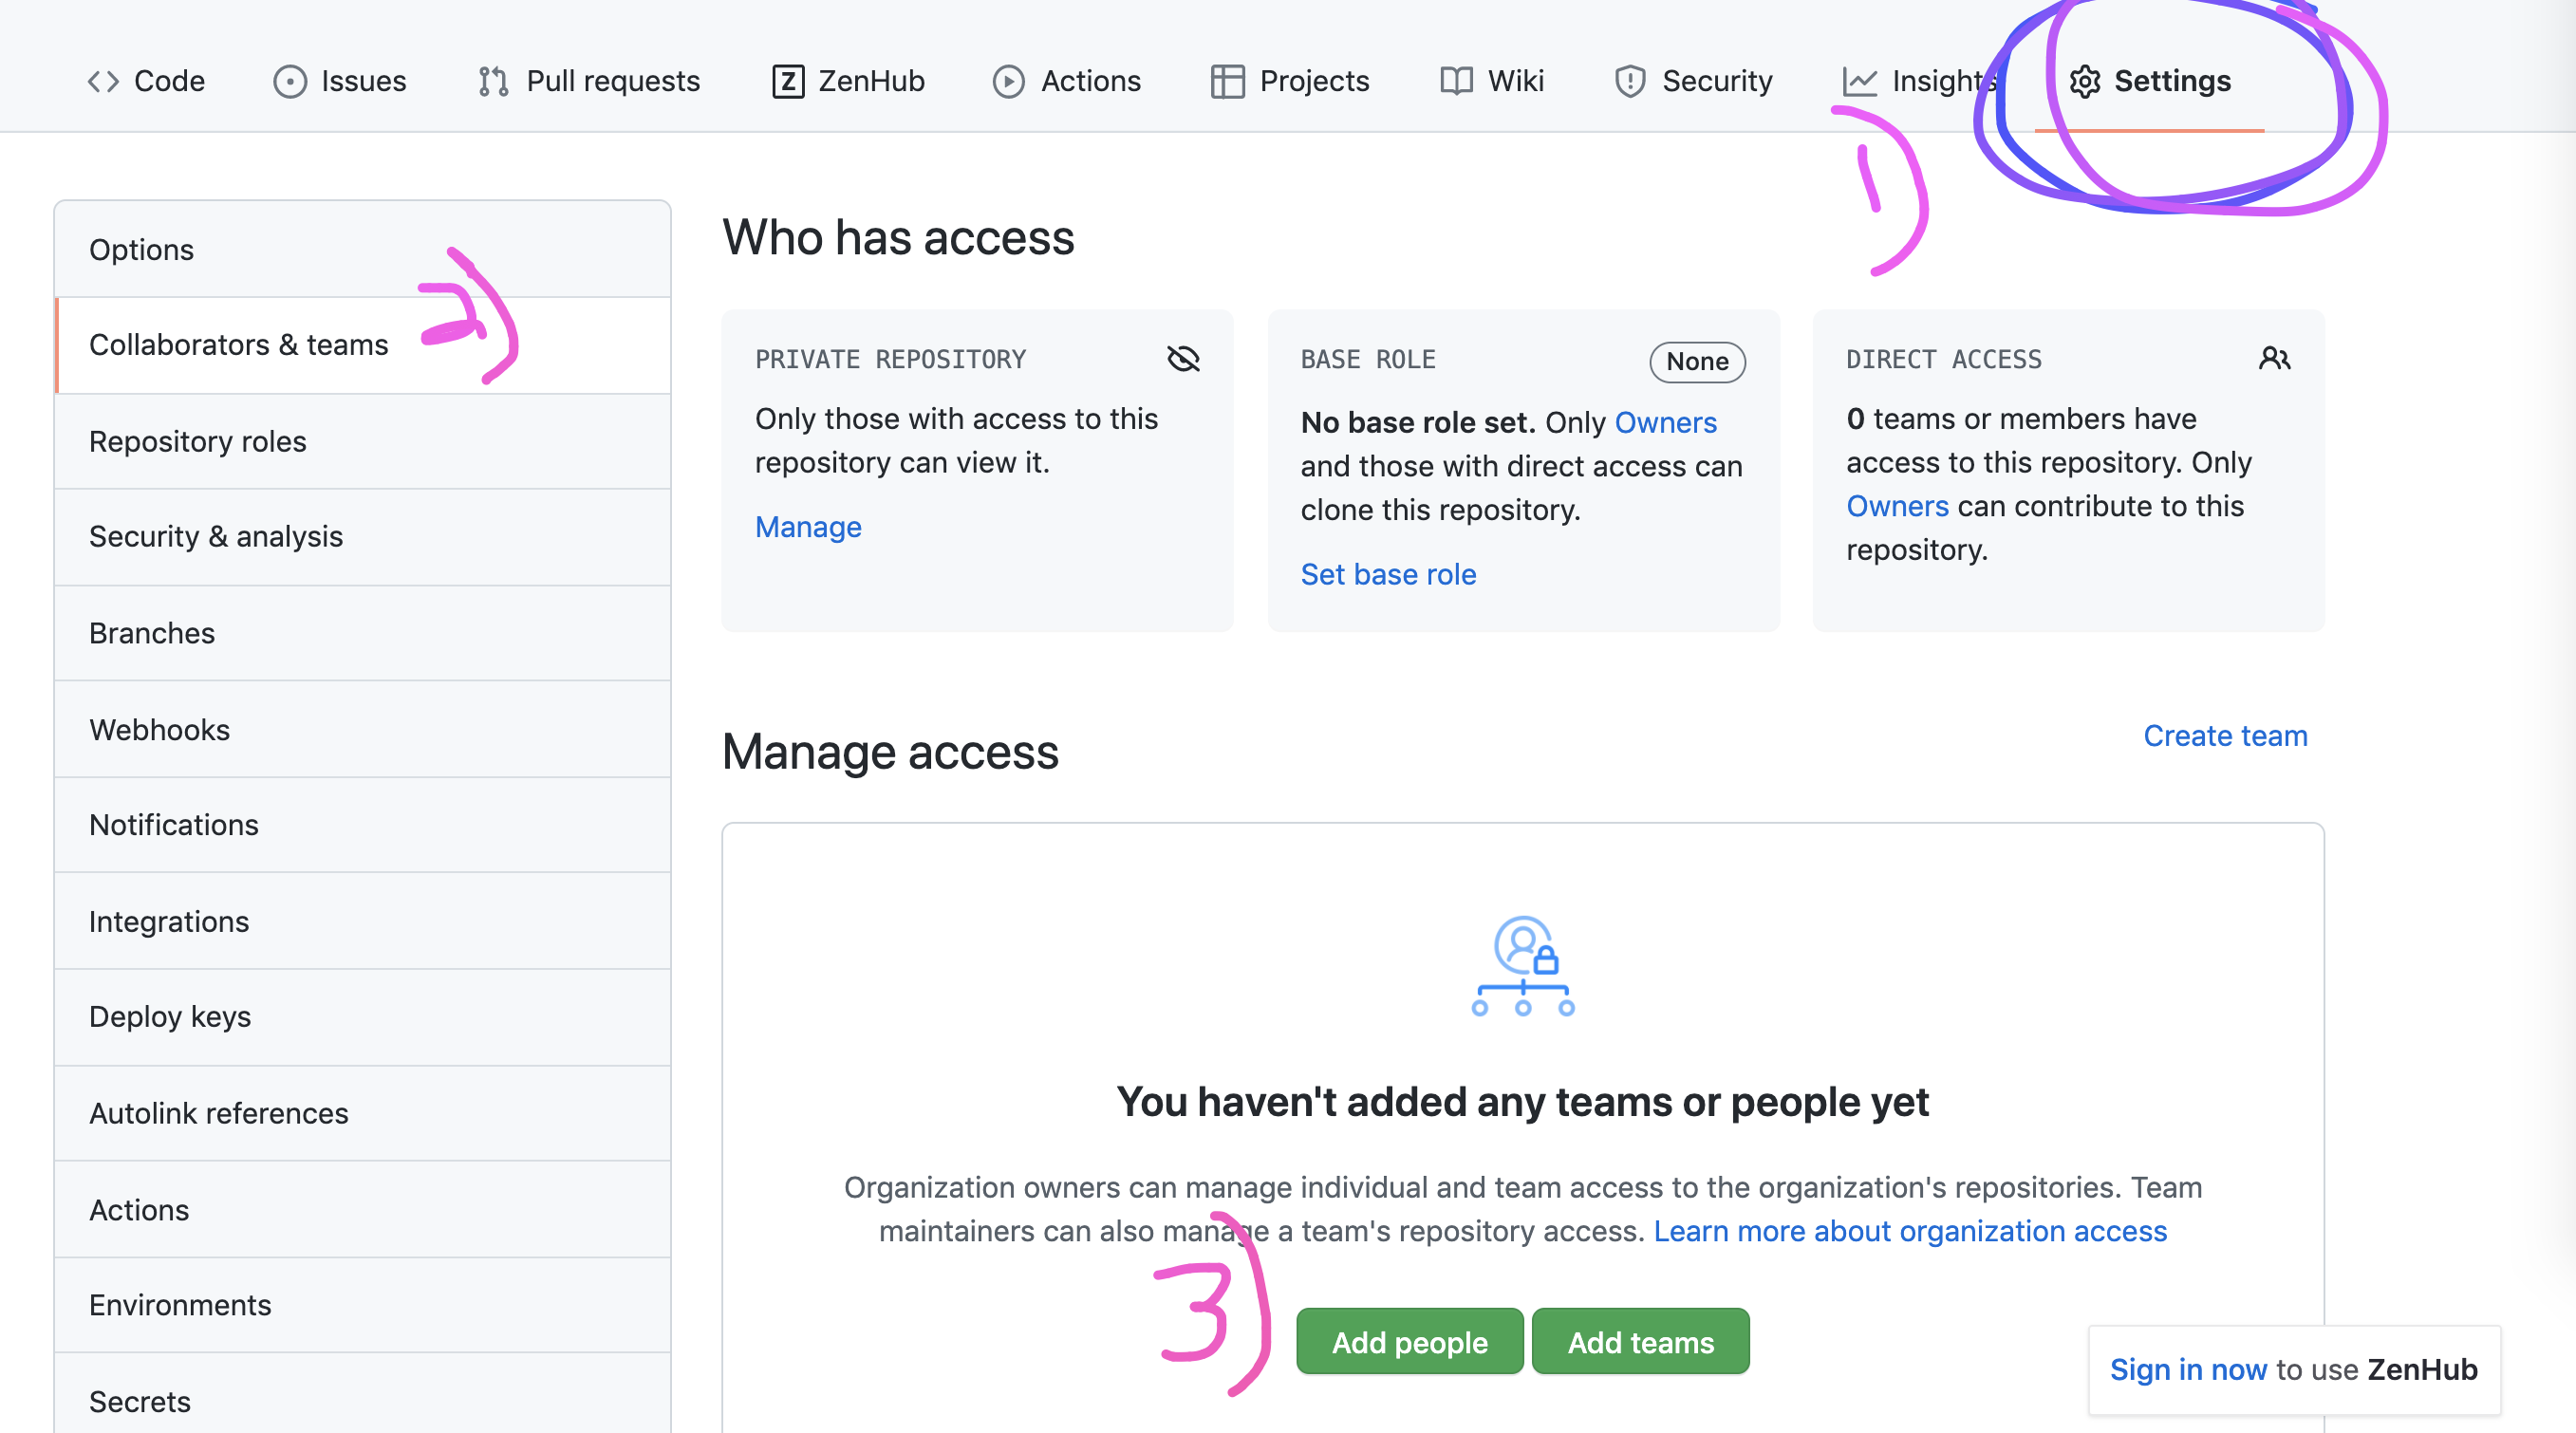 Code Issues Pull requests ZenHub Actions Projects Wiki Security Insights Settings
1)
Options
2)
Collaborators & teams
Repository roles
Security & analysis
Branches
Webhooks
Notifications
Integrations
Deploy keys
Autolink references
Actions
Environments
Secrets
Who has access
PRIVATE REPOSITORY
Only those with access to this
repository can view it.
Manage
BASE ROLE None
No base role set. Only Owners
and those with direct access can
clone this repository.
Set base role
DIRECT ACCESS
0 teams or members have
access to this repository. Only
Owners can contribute to this
repository.
Manage access
Create team
You haven't added any teams or people yet
Organization owners can manage individual and team access to the organization's repositories. Team
maintainers can also manage a team's repository access. Learn more about organization access
3)
Add people Add teams
Sign in now to use ZenHub